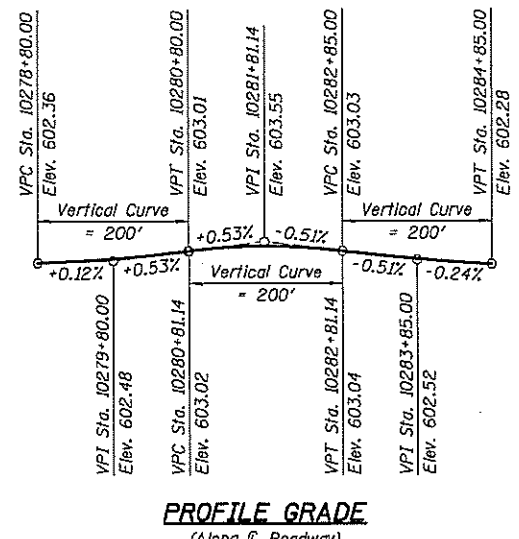 VPC Sta. 10278+80.00
Elev. 602.36
VPT Sta. 10280+80.00
Elev. 603.01
VPI Sta. 10281+81.14
Elev. 603.55
VPC Sta. 10282+85.00
Elev. 603.03
VPT Sta. 10284+85.00
Elev. 602.28
Vertical Curve
= 200'
+0.53%
-0.51%
Vertical Curve
= 200'
+0.12%
+0.53%
Vertical Curve
= 200'
-0.51%
-0.24%
VPI Sta. 10279+80.00
Elev. 602.48
VPC Sta. 10280+81.14
Elev. 603.02
VPT Sta. 10282+81.14
Elev. 603.04
VPI Sta. 10283+85.00
Elev. 602.52
PROFILE GRADE
(Along ℄ Roadway)